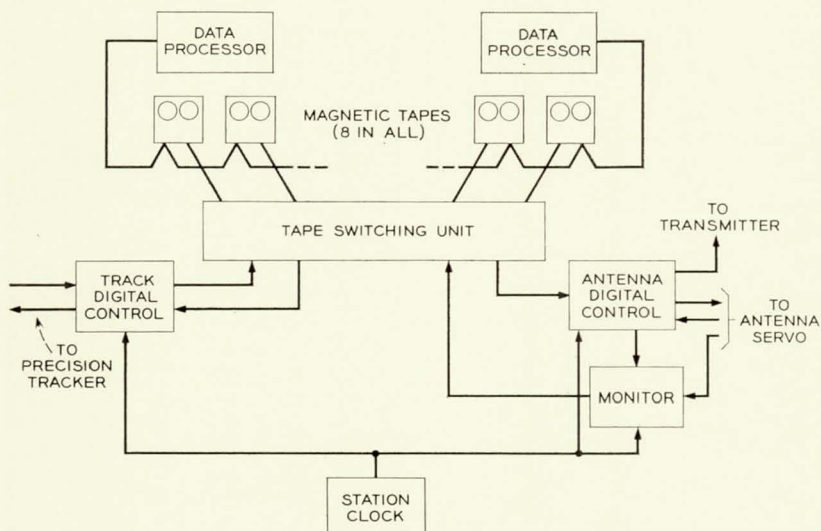 DATA
PROCESSOR
DATA
PROCESSOR
MAGNETIC TAPES
(8 IN ALL)
TAPE SWITCHING UNIT
TO
TRANSMITTER
TRACK
DIGITAL
CONTROL
ANTENNA
DIGITAL
CONTROL
TO
ANTENNA
SERVO
TO
PRECISION
TRACKER
MONITOR
STATION
CLOCK